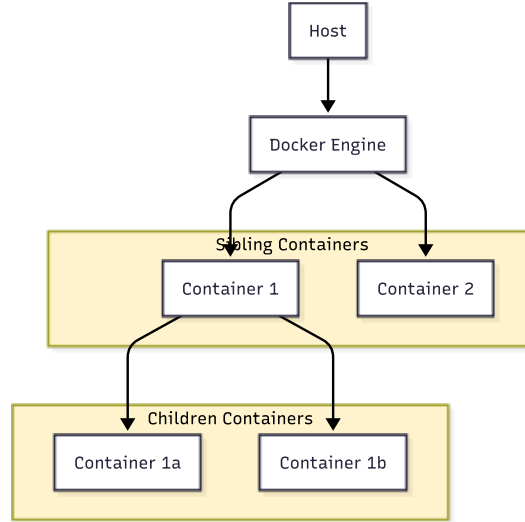 Host
Docker Engine
Sibling Containers
Container 1
Container 2
Children Containers
Container 1a
Container 1b